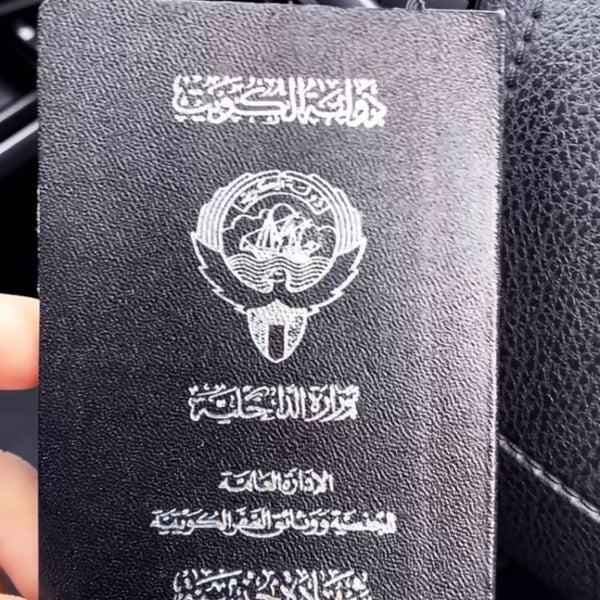 دولة الكويت
وزارة الداخلية
الإدارة العامة
للجنسية ووثائق السفر الكويتية